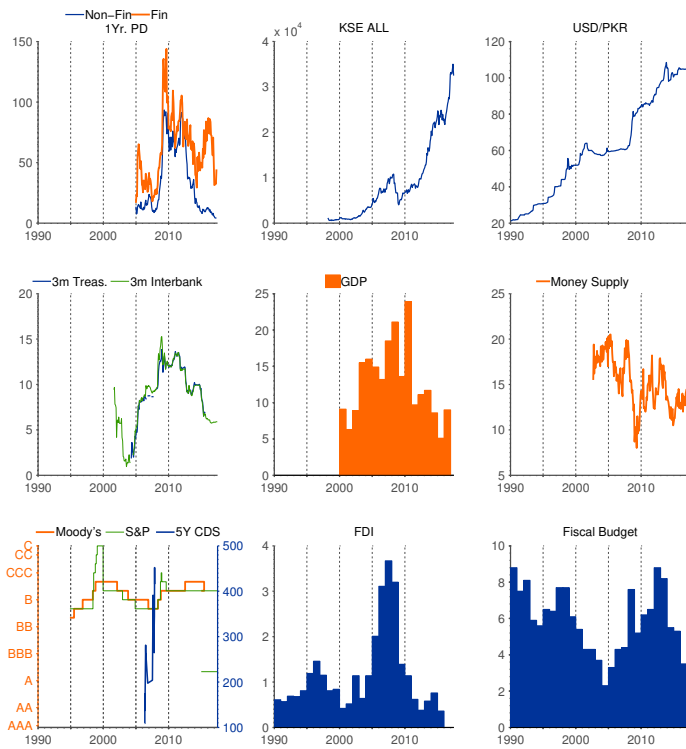 Non−Fin Fin
1Yr. PD
150
100
50
0
1990 2000 2010
x 10⁴ KSE ALL
4
3
2
1
0
1990 2000 2010
USD/PKR
120
100
80
60
40
20
1990 2000 2010
3m Treas. 3m Interbank
20
15
10
5
0
1990 2000 2010
GDP
25
20
15
10
5
0
1990 2000 2010
Money Supply
25
20
15
10
5
1990 2000 2010
Moody's S&P 5Y CDS
C
CC
CCC
B
BB
BBB
A
AA
AAA
500
400
300
200
100
1990 2000 2010
FDI
4
3
2
1
0
1990 2000 2010
Fiscal Budget
10
8
6
4
2
0
1990 2000 2010